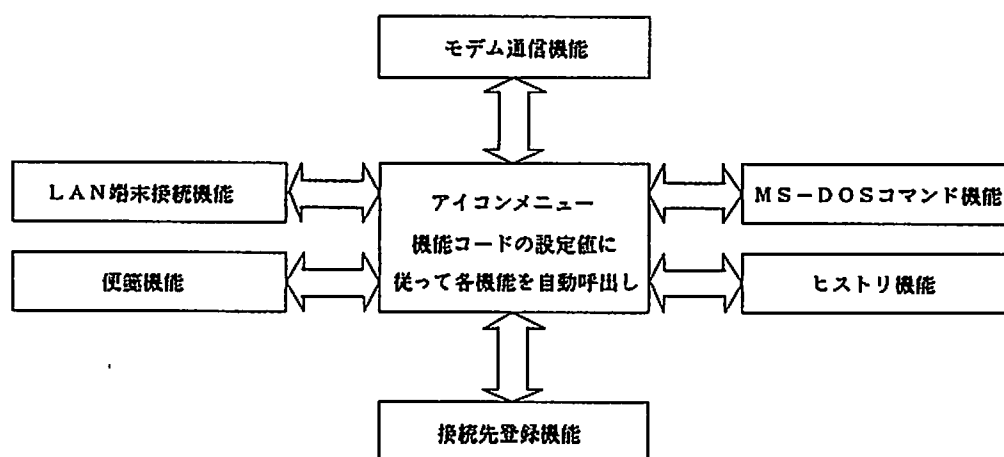 モデム通信機能
LAN端末接続機能
アイコンメニュー
機能コードの設定値に
従って各機能を自動呼出し
MS-DOSコマンド機能
便箋機能
ヒストリ機能
接続先登録機能